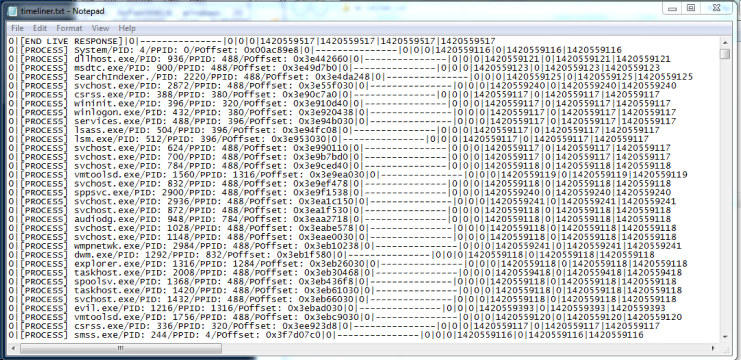 timeliner.txt - Notepad
File Edit Format View Help
0|[END LIVE RESPONSE]|0|---------------|0|0|0|1420559517|1420559517|1420559517|1420559517
0|[PROCESS] System/PID: 4/PPID: 0/POffset: 0x00ac89e8|0|---------------|0|0|0|1420559116|0|1420559116|1420559116
0|[PROCESS] dllhost.exe/PID: 936/PPID: 488/POffset: 0x3e442660|0|---------------|0|0|0|1420559121|0|1420559121|1420559121
0|[PROCESS] msdtc.exe/PID: 900/PPID: 488/POffset: 0x3e49d7b0|0|---------------|0|0|0|1420559123|0|1420559123|1420559123
0|[PROCESS] SearchIndexer./PID: 2220/PPID: 488/POffset: 0x3e4da248|0|---------------|0|0|0|1420559125|0|1420559125|1420559125
0|[PROCESS] svchost.exe/PID: 2872/PPID: 488/POffset: 0x3e55f030|0|---------------|0|0|0|1420559240|0|1420559240|1420559240
0|[PROCESS] csrss.exe/PID: 388/PPID: 380/POffset: 0x3e90c7a0|0|---------------|0|0|0|1420559117|0|1420559117|1420559117
0|[PROCESS] wininit.exe/PID: 396/PPID: 320/POffset: 0x3e910d40|0|---------------|0|0|0|1420559117|0|1420559117|1420559117
0|[PROCESS] winlogon.exe/PID: 432/PPID: 380/POffset: 0x3e920438|0|---------------|0|0|0|1420559117|0|1420559117|1420559117
0|[PROCESS] services.exe/PID: 488/PPID: 396/POffset: 0x3e94b030|0|---------------|0|0|0|1420559117|0|1420559117|1420559117
0|[PROCESS] lsass.exe/PID: 504/PPID: 396/POffset: 0x3e94fc08|0|---------------|0|0|0|1420559117|0|1420559117|1420559117
0|[PROCESS] lsm.exe/PID: 512/PPID: 396/POffset: 0x3e953030|0|---------------|0|0|0|1420559117|0|1420559117|1420559117
0|[PROCESS] svchost.exe/PID: 624/PPID: 488/POffset: 0x3e990110|0|---------------|0|0|0|1420559117|0|1420559117|1420559117
0|[PROCESS] svchost.exe/PID: 700/PPID: 488/POffset: 0x3e9b7bd0|0|---------------|0|0|0|1420559117|0|1420559117|1420559117
0|[PROCESS] svchost.exe/PID: 784/PPID: 488/POffset: 0x3e9ced40|0|---------------|0|0|0|1420559118|0|1420559118|1420559118
0|[PROCESS] vmtoolsd.exe/PID: 1560/PPID: 1316/POffset: 0x3e9ea030|0|---------------|0|0|0|1420559119|0|1420559119|1420559119
0|[PROCESS] svchost.exe/PID: 832/PPID: 488/POffset: 0x3e9ef478|0|---------------|0|0|0|1420559118|0|1420559118|1420559118
0|[PROCESS] sppsvc.exe/PID: 2900/PPID: 488/POffset: 0x3e9f1538|0|---------------|0|0|0|1420559240|0|1420559240|1420559240
0|[PROCESS] svchost.exe/PID: 2936/PPID: 488/POffset: 0x3ea1c150|0|---------------|0|0|0|1420559241|0|1420559241|1420559241
0|[PROCESS] svchost.exe/PID: 872/PPID: 488/POffset: 0x3ea1f530|0|---------------|0|0|0|1420559118|0|1420559118|1420559118
0|[PROCESS] audiodg.exe/PID: 948/PPID: 784/POffset: 0x3eaa2718|0|---------------|0|0|0|1420559118|0|1420559118|1420559118
0|[PROCESS] svchost.exe/PID: 1028/PPID: 488/POffset: 0x3eabe578|0|---------------|0|0|0|1420559118|0|1420559118|1420559118
0|[PROCESS] svchost.exe/PID: 1148/PPID: 488/POffset: 0x3eae0030|0|---------------|0|0|0|1420559118|0|1420559118|1420559118
0|[PROCESS] wmpnetwk.exe/PID: 2984/PPID: 488/POffset: 0x3eb10238|0|---------------|0|0|0|1420559241|0|1420559241|1420559241
0|[PROCESS] dwm.exe/PID: 1292/PPID: 832/POffset: 0x3eb1f580|0|---------------|0|0|0|1420559118|0|1420559118|1420559118
0|[PROCESS] explorer.exe/PID: 1316/PPID: 1284/POffset: 0x3eb26030|0|---------------|0|0|0|1420559118|0|1420559118|1420559118
0|[PROCESS] taskhost.exe/PID: 2008/PPID: 488/POffset: 0x3eb30468|0|---------------|0|0|0|1420559418|0|1420559418|1420559418
0|[PROCESS] spoolsv.exe/PID: 1368/PPID: 488/POffset: 0x3eb436f8|0|---------------|0|0|0|1420559118|0|1420559118|1420559118
0|[PROCESS] taskhost.exe/PID: 1420/PPID: 488/POffset: 0x3eb61030|0|---------------|0|0|0|1420559118|0|1420559118|1420559118
0|[PROCESS] svchost.exe/PID: 1432/PPID: 488/POffset: 0x3eb66030|0|---------------|0|0|0|1420559118|0|1420559118|1420559118
0|[PROCESS] evil.exe/PID: 1216/PPID: 1316/POffset: 0x3ebad030|0|---------------|0|0|0|1420559393|0|1420559393|1420559393
0|[PROCESS] vmtoolsd.exe/PID: 1756/PPID: 488/POffset: 0x3ebc9030|0|---------------|0|0|0|1420559120|0|1420559120|1420559120
0|[PROCESS] csrss.exe/PID: 336/PPID: 320/POffset: 0x3ee923d8|0|---------------|0|0|0|1420559117|0|1420559117|1420559117
0|[PROCESS] smss.exe/PID: 244/PPID: 4/POffset: 0x3f7d07c0|0|---------------|0|0|0|1420559116|0|1420559116|1420559116